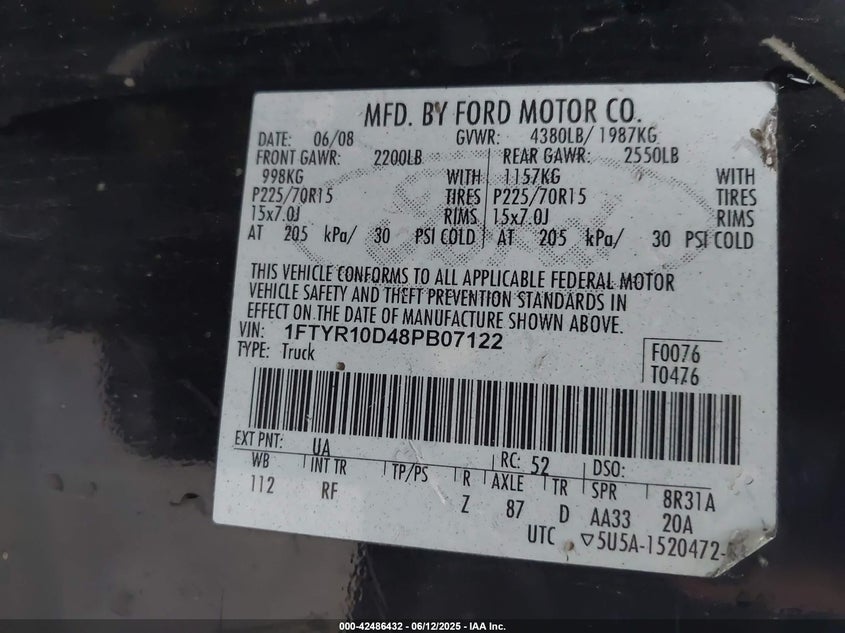 MFD. BY FORD MOTOR CO.
DATE: 06/08 GVWR: 4380LB/ 1987KG
FRONT GAWR: 2200LB REAR GAWR: 2550LB
998KG WITH 1157KG WITH
P225/70R15 TIRES P225/70R15 TIRES
15x7.0J RIMS 15x7.0J RIMS
AT 205 kPa/ 30 PSI COLD AT 205 kPa/ 30 PSI COLD
THIS VEHICLE CONFORMS TO ALL APPLICABLE FEDERAL MOTOR
VEHICLE SAFETY AND THEFT PREVENTION STANDARDS IN
EFFECT ON THE DATE OF MANUFACTURE SHOWN ABOVE.
VIN: 1FTYR10D48PB07122
TYPE: Truck
F0076
T0476
EXT PNT: UA RC: 52 DSO:
WB INT TR TP/PS R AXLE TR SPR 8R31A
112 RF Z 87 D AA33 20A
UTC ▽5U5A-1520472-
000-42486432 - 06/12/2025 - IAA Inc.